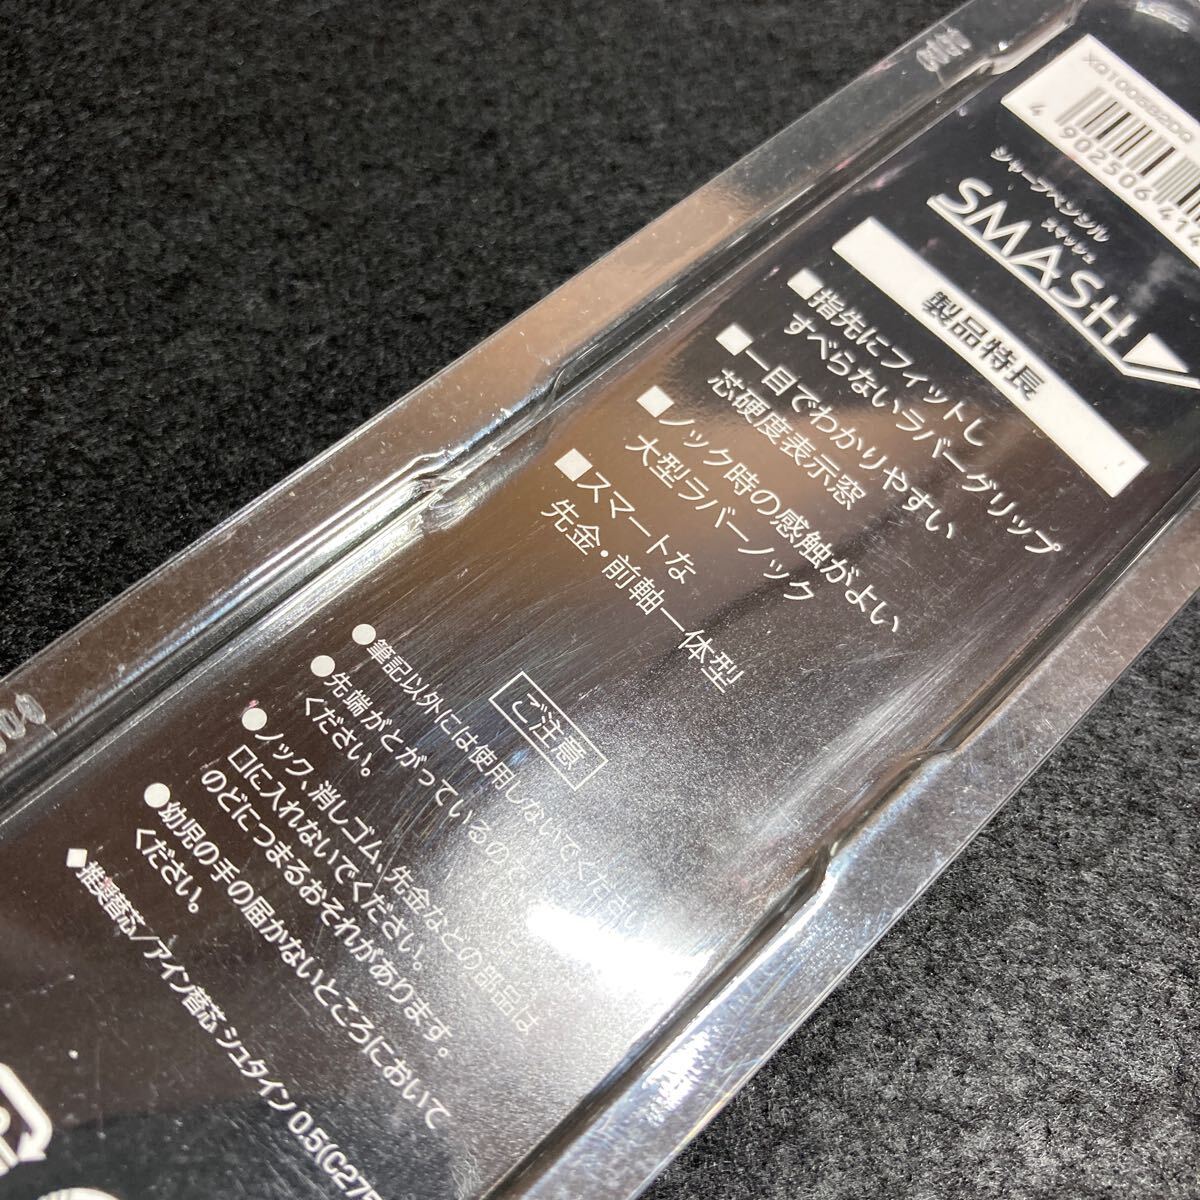 4 902506 414
シャープペンシル
スマッシュ
SMASH
製品特長
■指先にフィットし
すべらないラバーグリップ
■一目でわかりやすい
芯硬度表示窓
■ノック時の感触がよい
大型ラバーノック
■スマートな
先金・前軸一体型
ご注意
●筆記以外には使用しないでください
●先端がとがっているの
ください。
●ノック、消しゴム、先金などの部品は
口に入れないでください。
のどにつまるおそれがあります。
●幼児の手の届かないところにおいて
ください。
◆推奨替芯/アイン替芯 シュタイン 0.5(C275